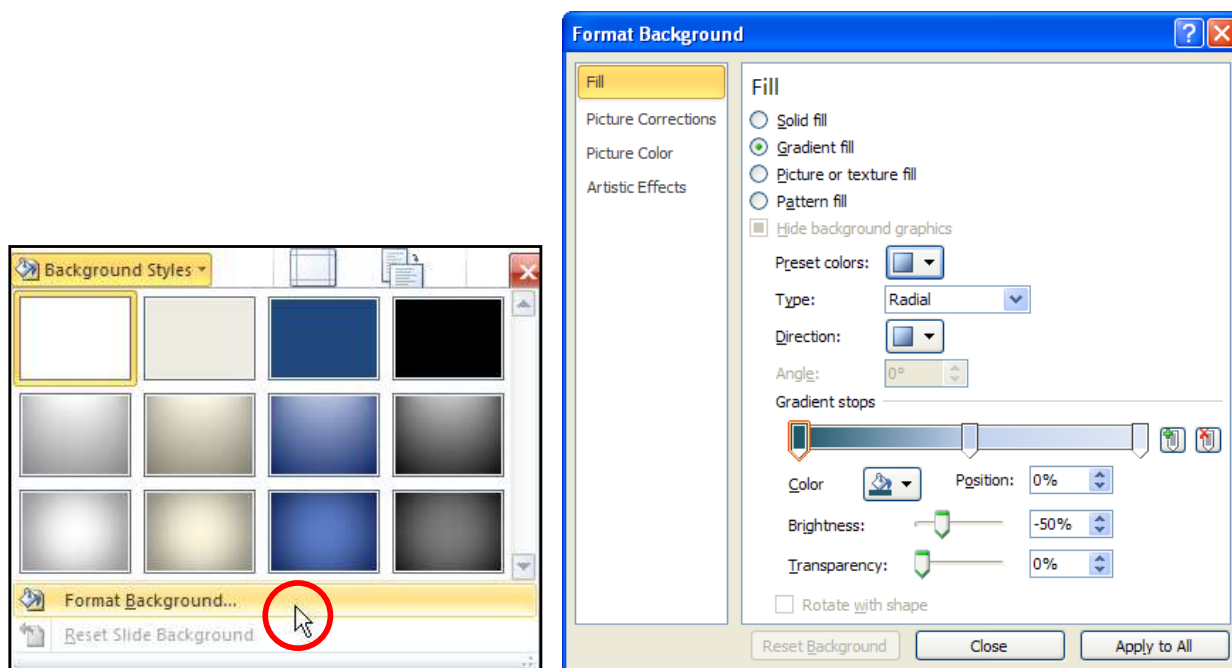 Background Styles
Format Background...
Reset Slide Background
Format Background
Fill
Picture Corrections
Picture Color
Artistic Effects
Fill
Solid fill
Gradient fill
Picture or texture fill
Pattern fill
Hide background graphics
Preset colors:
Type: Radial
Direction:
Angle: 0°
Gradient stops
Color Position: 0%
Brightness: -50%
Transparency: 0%
Rotate with shape
Reset Background Close Apply to All